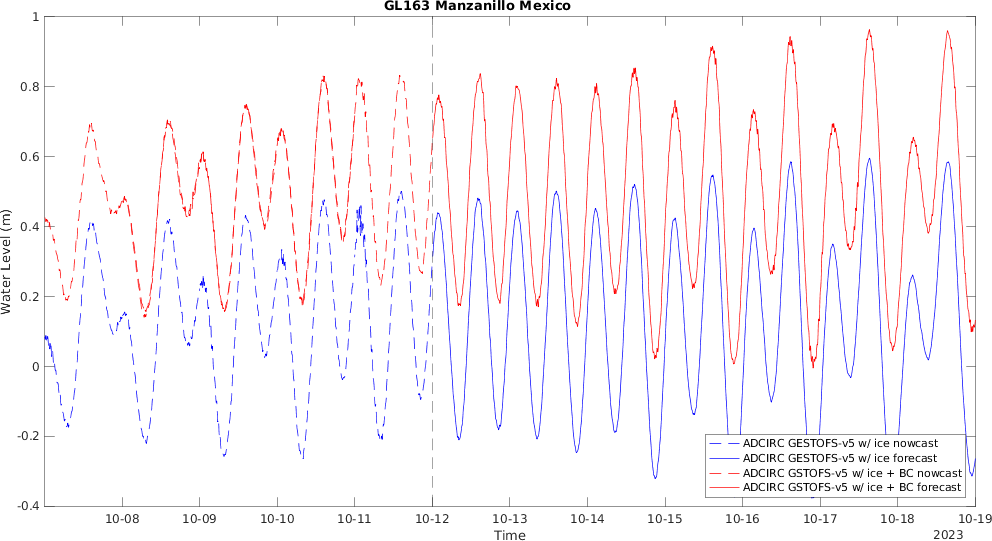 GL163 Manzanillo Mexico
1
0.8
0.6
0.4
0.2
0
-0.2
-0.4
Water Level (m)
10-08 10-09 10-10 10-11 10-12 10-13 10-14 10-15 10-16 10-17 10-18 10-19
Time
2023
ADCIRC GESTOFS-v5 w/ ice nowcast
ADCIRC GESTOFS-v5 w/ ice forecast
ADCIRC GSTOFS-v5 w/ ice + BC nowcast
ADCIRC GSTOFS-v5 w/ ice + BC forecast